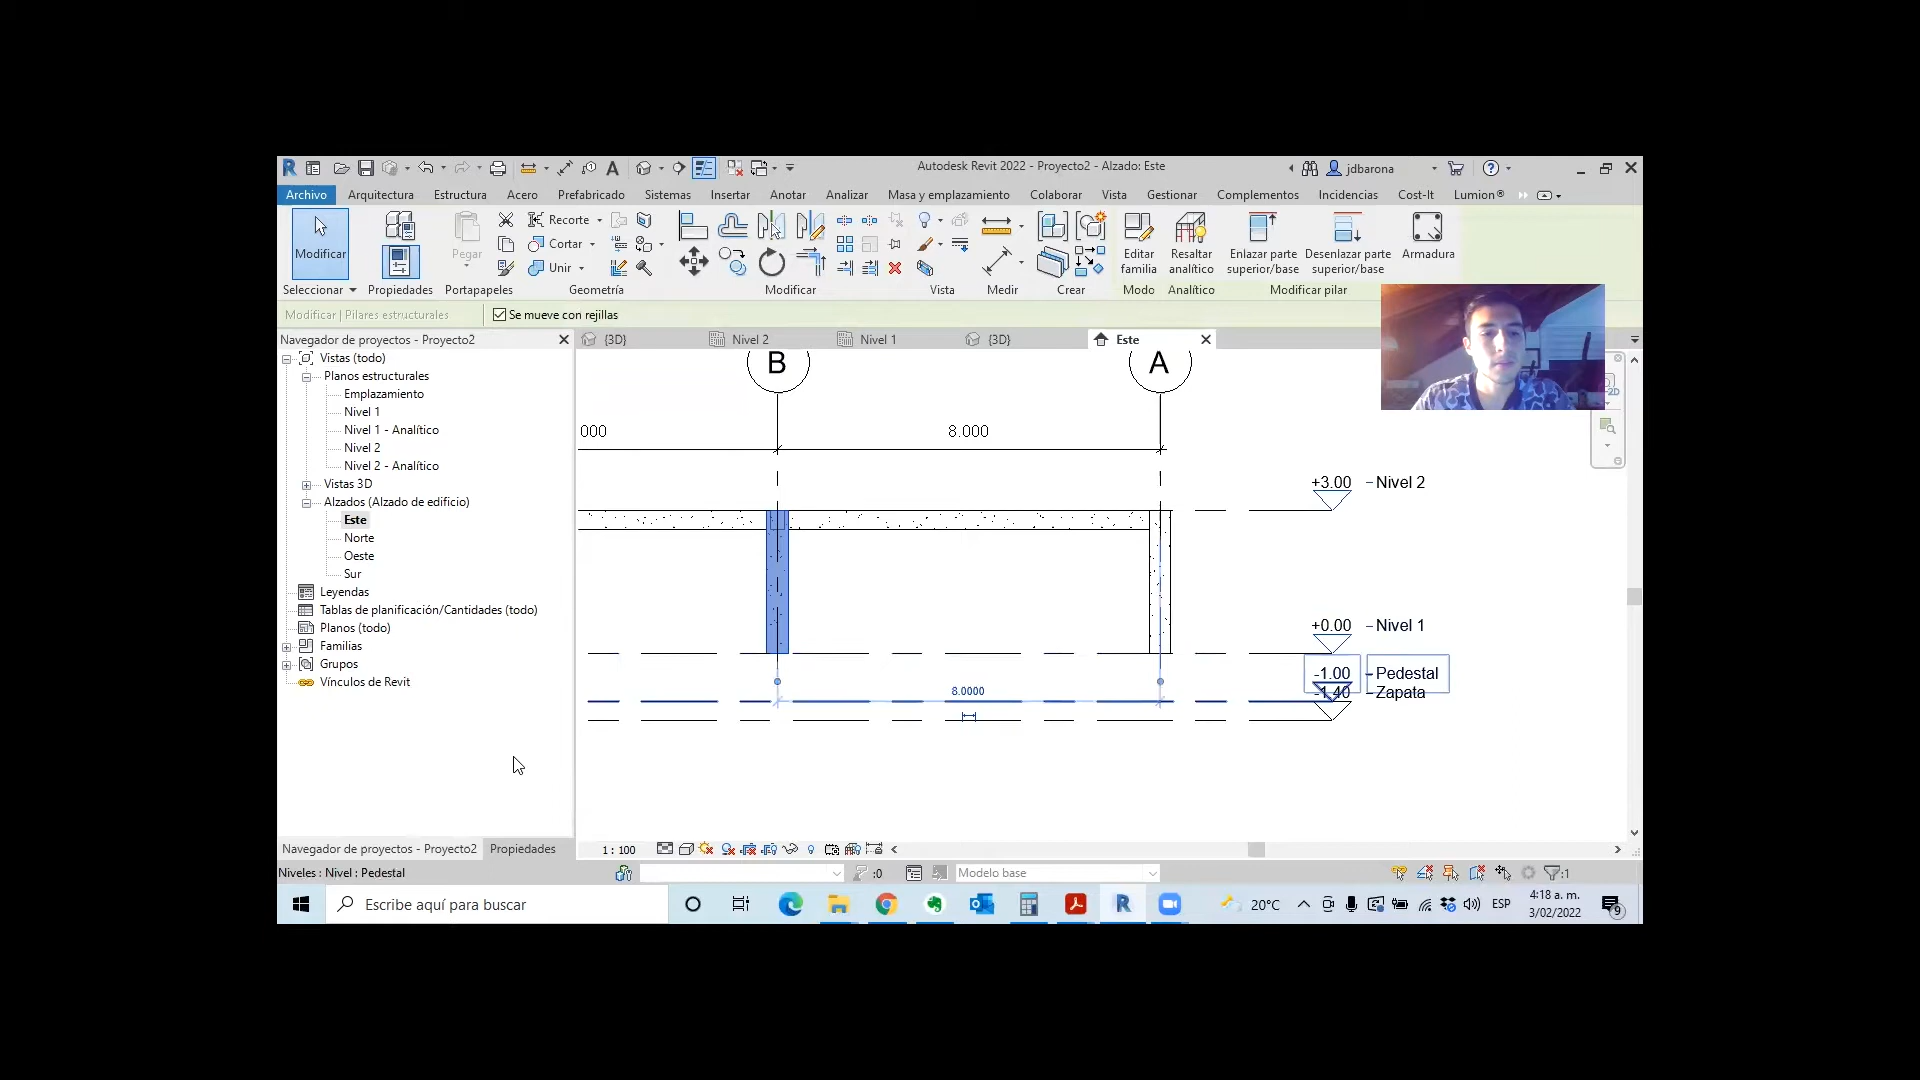 Autodesk Revit 2022 - Proyecto2 - Alzado: Este
jdbarona
Archivo Arquitectura Estructura Acero Prefabricado Sistemas Insertar Anotar Analizar Masa y emplazamiento Colaborar Vista Gestionar Complementos Incidencias Cost-It Lumion®
Modificar
Pegar
Recorte
Cortar
Unir
Editar familia
Resaltar analítico
Enlazar parte superior/base
Desenlazar parte superior/base
Armadura
Seleccionar Propiedades Portapapeles Geometría Modificar Vista Medir Crear Modo Analítico Modificar pilar
Modificar | Pilares estructurales
Se mueve con rejillas
Navegador de proyectos - Proyecto2
{3D} Nivel 2 Nivel 1 {3D} Este
Vistas (todo)
Planos estructurales
Emplazamiento
Nivel 1
Nivel 1 - Analítico
Nivel 2
Nivel 2 - Analítico
Vistas 3D
Alzados (Alzado de edificio)
Este
Norte
Oeste
Sur
Leyendas
Tablas de planificación/Cantidades (todo)
Planos (todo)
Familias
Grupos
Vínculos de Revit
B A
000 8.000
+3.00 Nivel 2
+0.00 Nivel 1
-1.00 Pedestal
-1.40 Zapata
8.0000
2D
Navegador de proyectos - Proyecto2 Propiedades
1 : 100
Niveles : Nivel : Pedestal
:0
Modelo base
:1
Escribe aquí para buscar
20°C
ESP
4:18 a. m.
3/02/2022
9